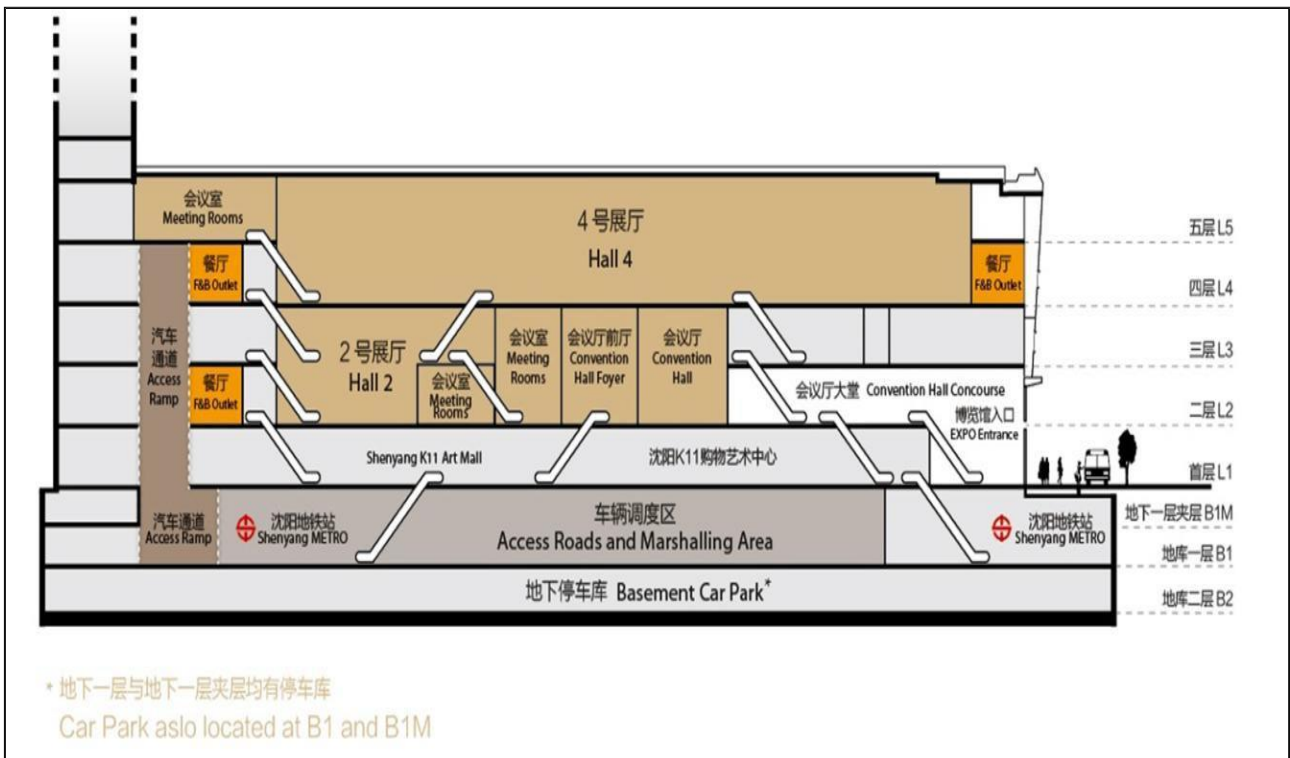 会议室
Meeting Rooms
4号展厅
Hall 4
五层 L5
餐厅
F&B Outlet
餐厅
F&B Outlet
四层 L4
汽车
通道
Access
Ramp
2号展厅
Hall 2
会议室
Meeting
Rooms
会议厅前厅
Convention
Hall Foyer
会议厅
Convention
Hall
三层 L3
餐厅
F&B Outlet
会议室
Meeting
Rooms
会议厅大堂 Convention Hall Concourse
博览馆入口
EXPO Entrance
二层 L2
Shenyang K11 Art Mall
沈阳K11购物艺术中心
首层 L1
汽车通道
Access Ramp
沈阳地铁站
Shenyang METRO
车辆调度区
Access Roads and Marshalling Area
沈阳地铁站
Shenyang METRO
地下一层夹层 B1M
地库一层 B1
地下停车库 Basement Car Park*
地库二层 B2
* 地下一层与地下一层夹层均有停车库
Car Park aslo located at B1 and B1M